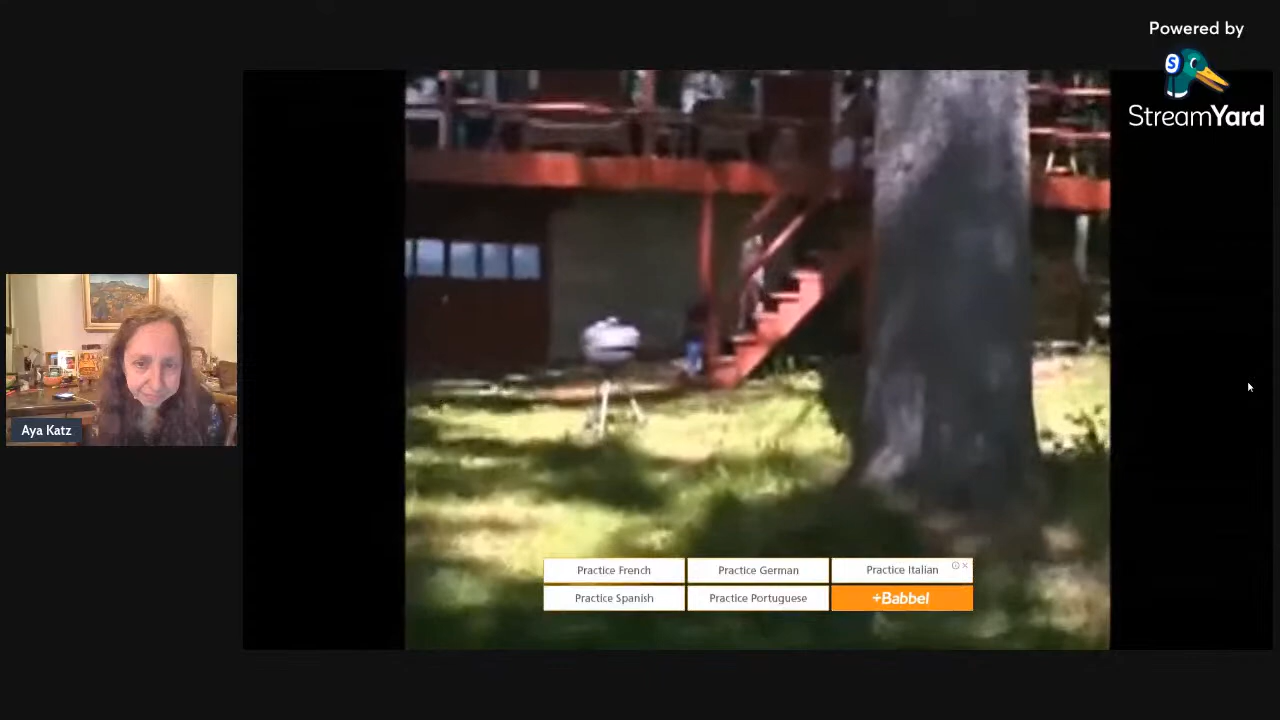 Powered by
StreamYard
Aya Katz
Practice French
Practice German
Practice Italian
Practice Spanish
Practice Portuguese
+Babbel